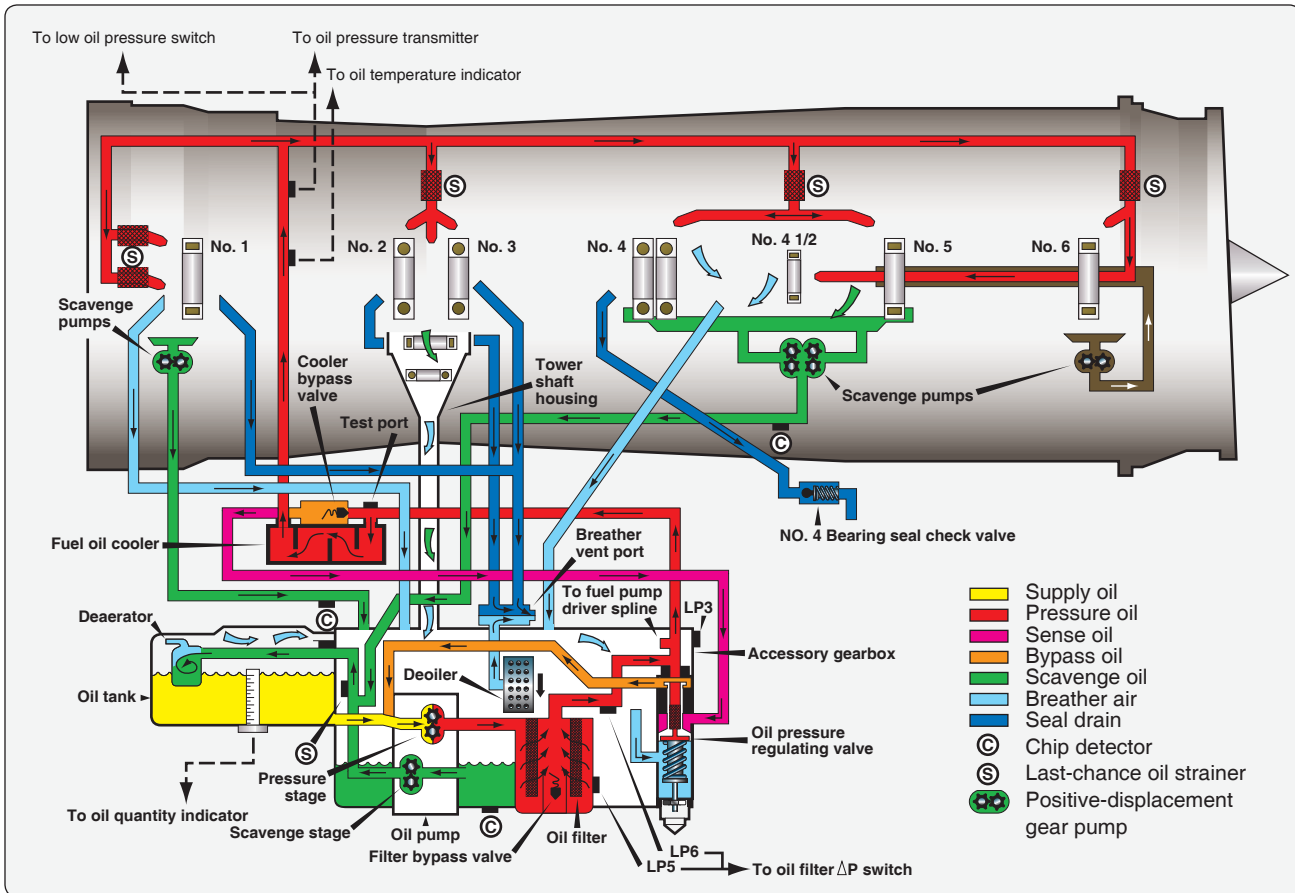 To low oil pressure switch
To oil pressure transmitter
To oil temperature indicator
S
S
S
No. 1
No. 2
No. 3
No. 4
No. 4 1/2
No. 5
No. 6
S
Scavenge
pumps
Cooler
bypass
valve
Test port
Tower
shaft
housing
Scavenge pumps
C
Fuel oil cooler
NO. 4 Bearing seal check valve
Breather
vent port
To fuel pump
driver spline
LP3
C
Deaerator
Accessory gearbox
Oil tank
Deoiler
Oil pressure
regulating valve
S
Pressure
stage
To oil quantity indicator
Scavenge stage
Oil pump
C
Filter bypass valve
Oil filter
LP6
LP5
To oil filter ΔP switch
Supply oil
Pressure oil
Sense oil
Bypass oil
Scavenge oil
Breather air
Seal drain
C Chip detector
S Last-chance oil strainer
Positive-displacement
gear pump